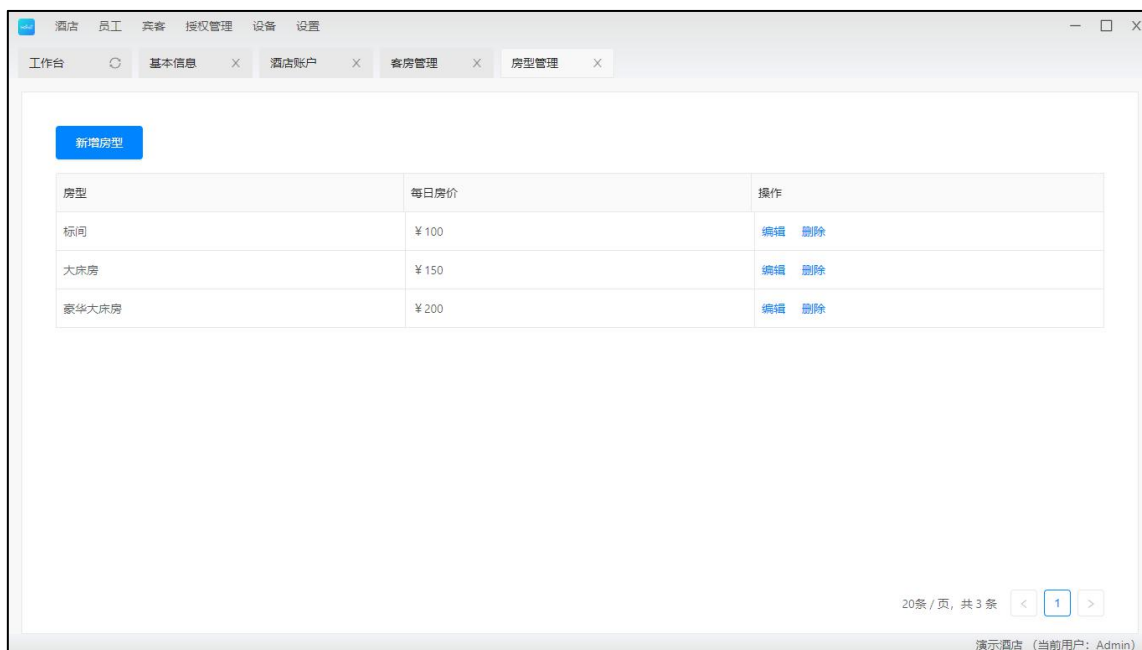 酒店 员工 宾客 授权管理 设备 设置
工作台 基本信息 酒店账户 客房管理 房型管理
新增房型
房型 每日房价 操作
标间 ¥100 编辑 删除
大床房 ¥150 编辑 删除
豪华大床房 ¥200 编辑 删除
20条 / 页，共 3 条 < 1 >
演示酒店 （当前用户：Admin）